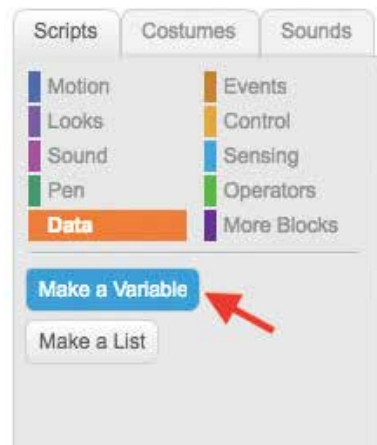 Scripts Costumes Sounds
Motion Events
Looks Control
Sound Sensing
Pen Operators
Data More Blocks
Make a Variable
Make a List